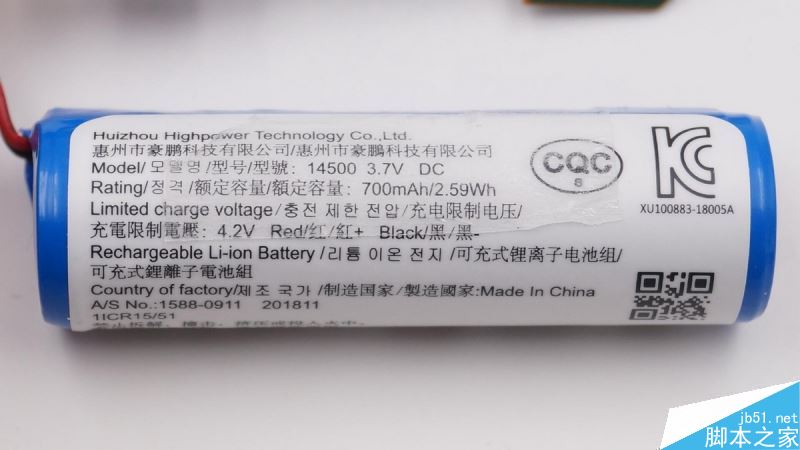 Huizhou Highpower Technology Co.,Ltd.
惠州市豪鹏科技有限公司/惠州市豪鵬科技有限公司
Model/모델명/型号/型號: 14500 3.7V DC
Rating/정격/额定容量/額定容量: 700mAh/2.59Wh
Limited charge voltage/충전 제한 전압/充电限制电压/
充電限制電壓: 4.2V Red/红/紅+ Black/黑/黑-
Rechargeable Li-ion Battery /리튬 이온 전지 /可充式锂离子电池组/
可充式鋰離子電池組
Country of factory/제조 국가 /制造国家/製造國家:Made In China
A/S No.:1588-0911 201811
1ICR15/51
CQC
S
KC
XU100883-18005A
jb51.net
脚本之家